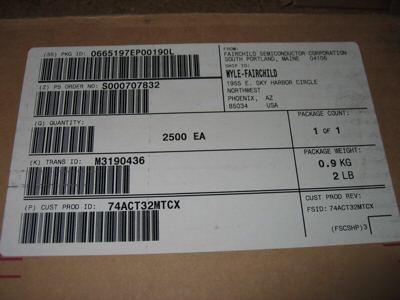 (3S) PKG ID: 0665197EP00190L
FROM:
FAIRCHILD SEMICONDUCTOR CORPORATION
SOUTH PORTLAND, MAINE 04106
SHIP TO:
WYLE-FAIRCHILD
1955 E. SKY HARBOR CIRCLE
NORTHWEST
PHOENIX, AZ
85034 USA
(Z) PS ORDER NO: S000707832
(Q) QUANTITY:
2500 EA
PACKAGE COUNT:
1 OF 1
(K) TRANS ID: M3190436
PACKAGE WEIGHT:
0.9 KG
2 LB
(P) CUST PROD ID: 74ACT32MTCX
CUST PROD REV:
FSID: 74ACT32MTCX
(FSCSHP)3